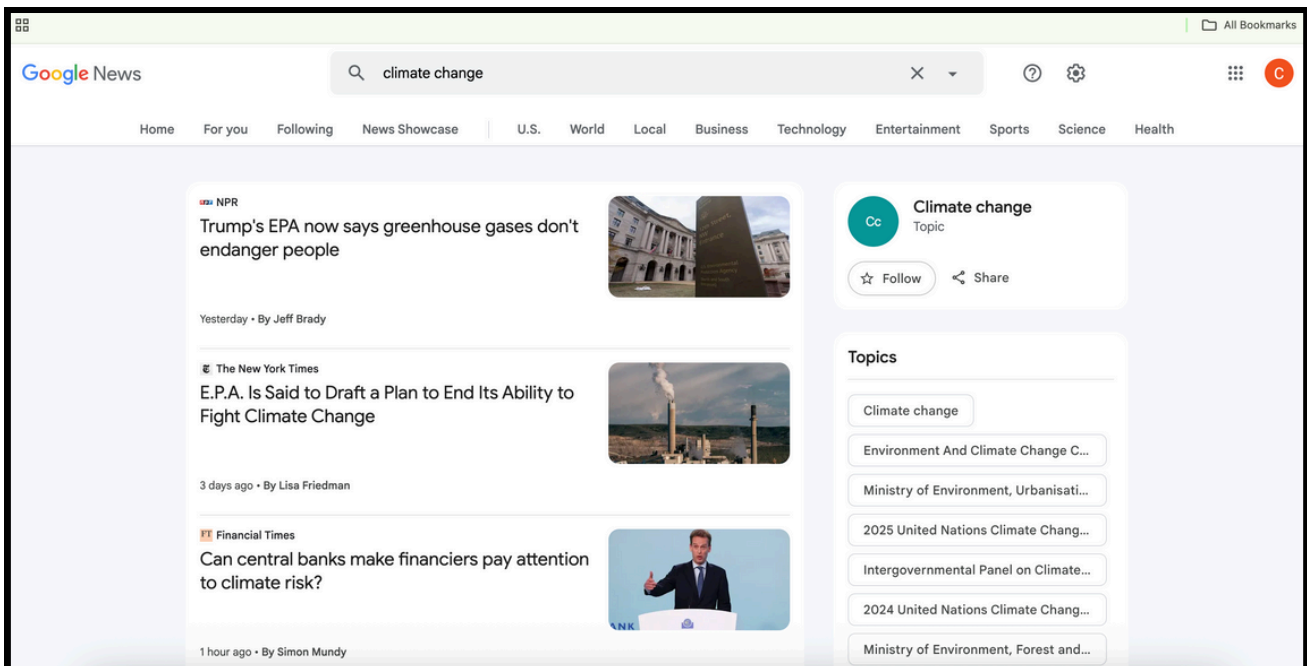 All Bookmarks
Google News
climate change
C
Home For you Following News Showcase U.S. World Local Business Technology Entertainment Sports Science Health
NPR
Trump's EPA now says greenhouse gases don't
endanger people
Yesterday • By Jeff Brady
The New York Times
E.P.A. Is Said to Draft a Plan to End Its Ability to
Fight Climate Change
3 days ago • By Lisa Friedman
FT Financial Times
Can central banks make financiers pay attention
to climate risk?
ANK
1 hour ago • By Simon Mundy
Cc
Climate change
Topic
Follow
Share
Topics
Climate change
Environment And Climate Change C...
Ministry of Environment, Urbanisati...
2025 United Nations Climate Chang...
Intergovernmental Panel on Climate...
2024 United Nations Climate Chang...
Ministry of Environment, Forest and...